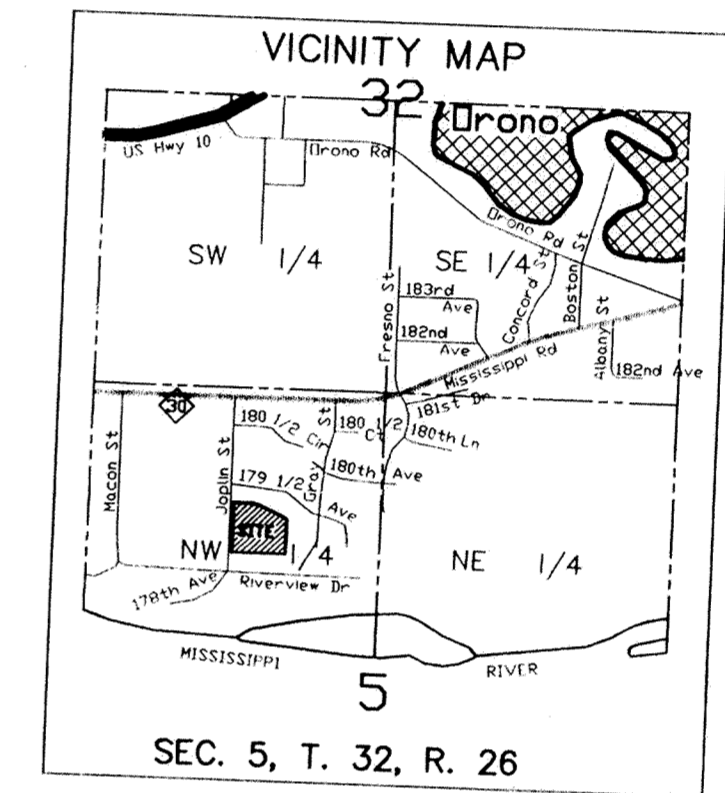 VICINITY MAP
32
Orono
US Hwy 10
Orono Rd
Orono Rd
SW 1/4
SE 1/4
Fresno St
183rd
Ave
182nd
Ave
Concord St
Boston St
Albany St
Mississippi Rd
182nd Ave
30
181st Dr
180 1/2 Cir
180 1/2
Ct
180th Ln
Macon St
Joplin St
Gray St
180th Ave
179 1/2 Ave
SITE
NW 1/4
NE 1/4
178th Ave
Riverview Dr
MISSISSIPPI
RIVER
5
SEC. 5, T. 32, R. 26